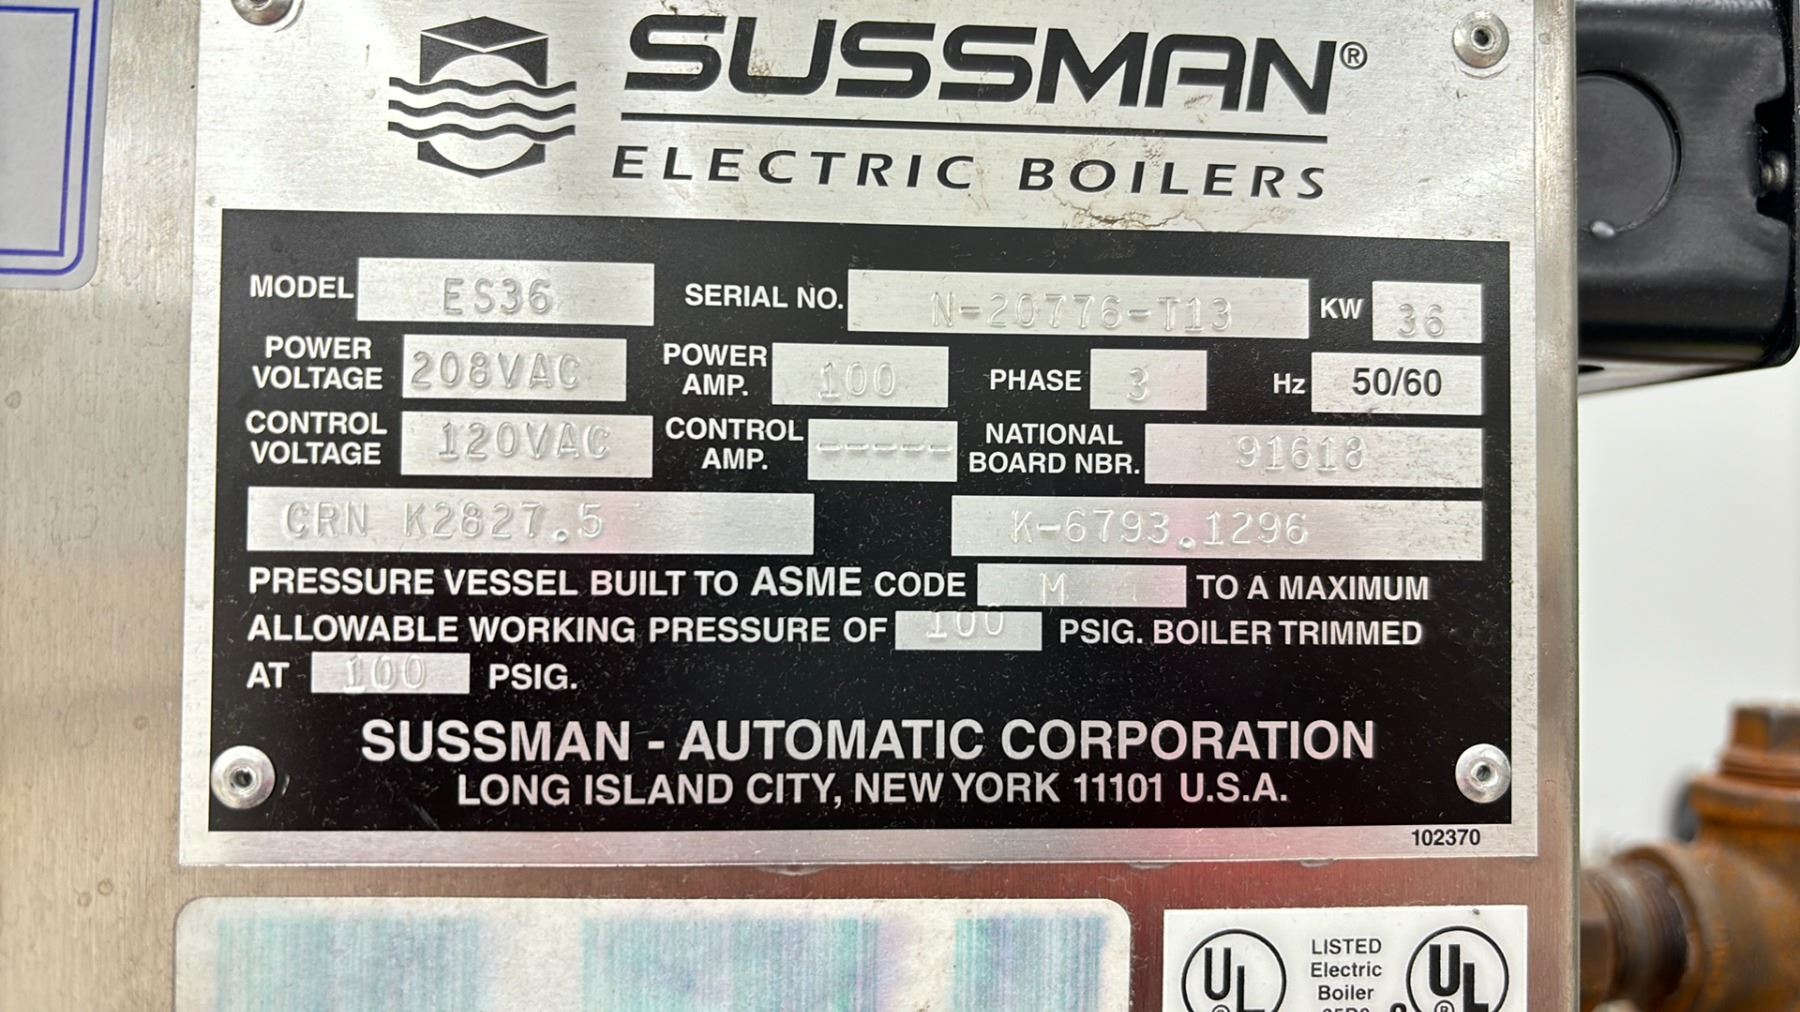 SUSSMAN®
ELECTRIC BOILERS
MODEL ES36 SERIAL NO. N-20776-T13 KW 36
POWER VOLTAGE 208VAC POWER AMP. 100 PHASE 3 Hz 50/60
CONTROL VOLTAGE 120VAC CONTROL AMP. ----- NATIONAL BOARD NBR. 91618
CRN K2827.5 K-6793.1296
PRESSURE VESSEL BUILT TO ASME CODE M TO A MAXIMUM
ALLOWABLE WORKING PRESSURE OF 100 PSIG. BOILER TRIMMED
AT 100 PSIG.
SUSSMAN - AUTOMATIC CORPORATION
LONG ISLAND CITY, NEW YORK 11101 U.S.A.
102370
UL ® LISTED UL ®
Electric
Boiler